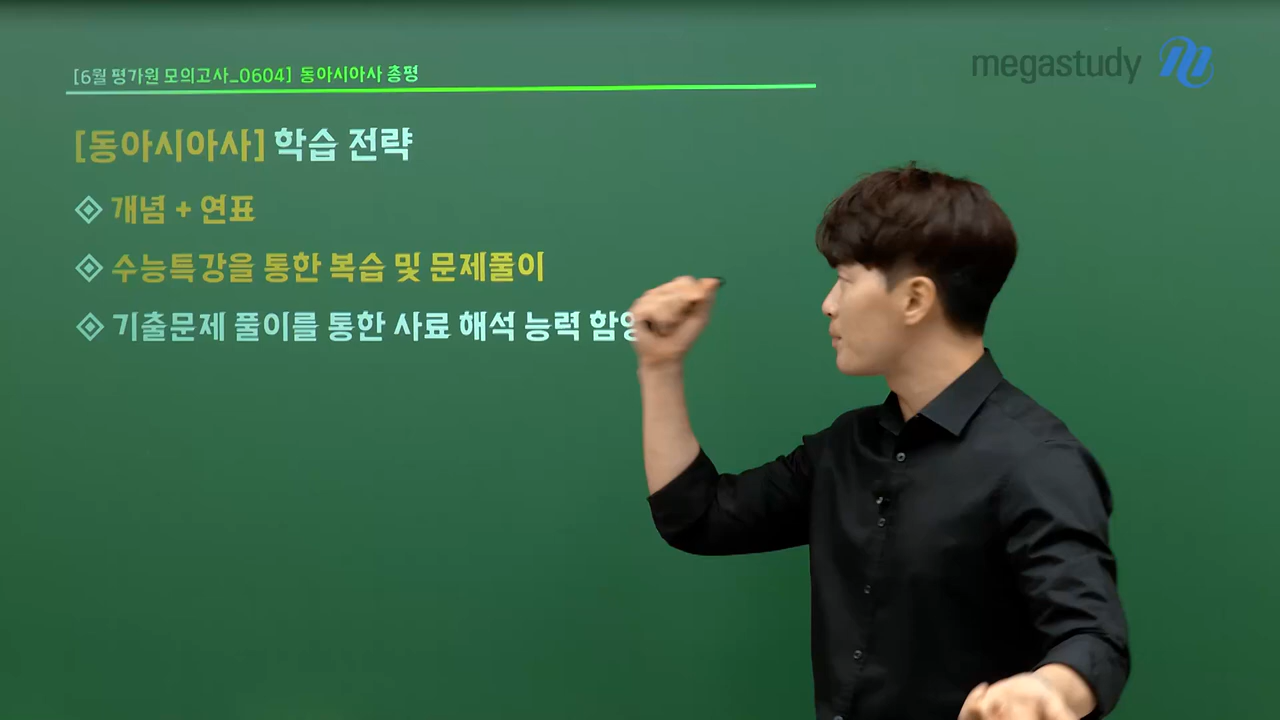 [6월 평가원 모의고사_0604] 동아시아사 총평
megastudy
[동아시아사] 학습 전략
개념 + 연표
수능특강을 통한 복습 및 문제풀이
기출문제 풀이를 통한 사료 해석 능력